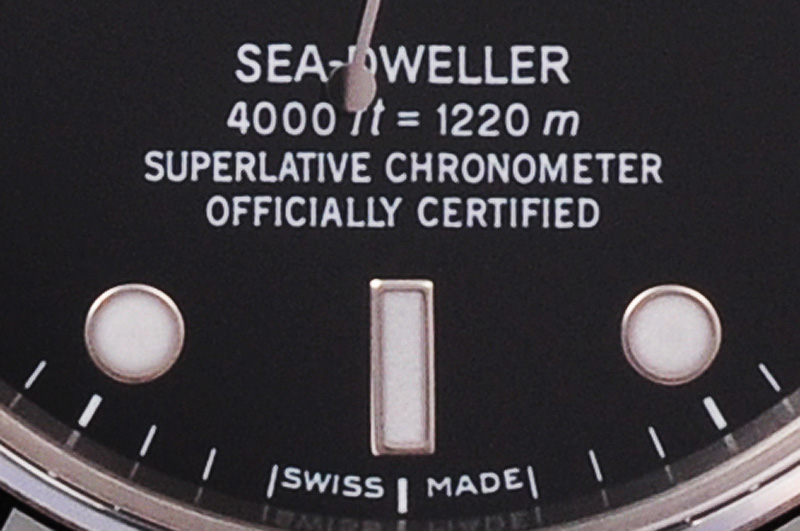 SEA-DWELLER
4000 ft = 1220 m
SUPERLATIVE CHRONOMETER
OFFICIALLY CERTIFIED
SWISS MADE